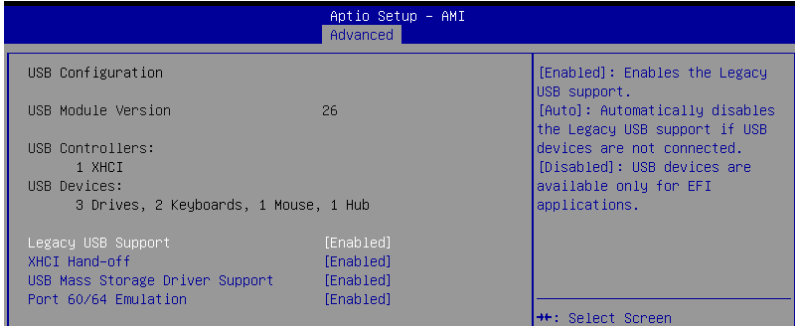 Aptio Setup – AMI
Advanced
USB Configuration
USB Module Version 26
USB Controllers:
1 XHCI
USB Devices:
3 Drives, 2 Keyboards, 1 Mouse, 1 Hub
Legacy USB Support [Enabled]
XHCI Hand-off [Enabled]
USB Mass Storage Driver Support [Enabled]
Port 60/64 Emulation [Enabled]
[Enabled]: Enables the Legacy
USB support.
[Auto]: Automatically disables
the Legacy USB support if USB
devices are not connected.
[Disabled]: USB devices are
available only for EFI
applications.
→←: Select Screen